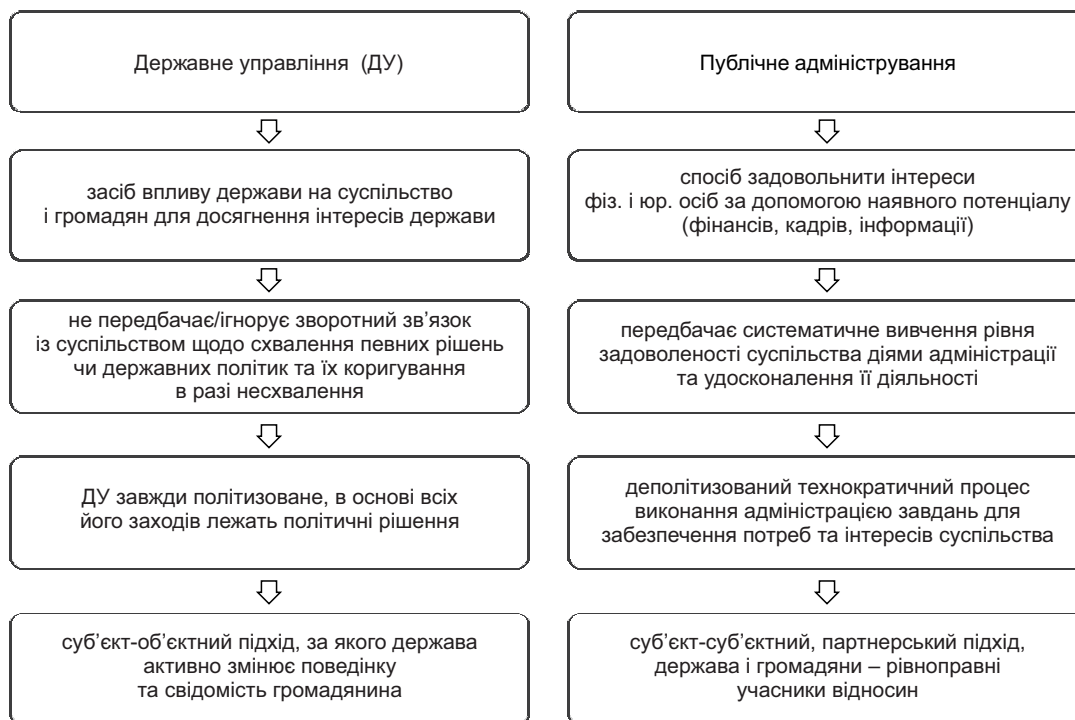 Державне управління (ДУ)
засіб впливу держави на суспільство
і громадян для досягнення інтересів держави
не передбачає/ігнорує зворотний зв’язок
із суспільством щодо схвалення певних рішень
чи державних політик та їх коригування
в разі несхвалення
ДУ завжди політизоване, в основі всіх
його заходів лежать політичні рішення
суб’єкт-об’єктний підхід, за якого держава
активно змінює поведінку
та свідомість громадянина
Публічне адміністрування
спосіб задовольнити інтереси
фіз. і юр. осіб за допомогою наявного потенціалу
(фінансів, кадрів, інформації)
передбачає систематичне вивчення рівня
задоволеності суспільства діями адміністрації
та удосконалення її діяльності
деполітизований технократичний процес
виконання адміністрацією завдань для
забезпечення потреб та інтересів суспільства
суб’єкт-суб’єктний, партнерський підхід,
держава і громадяни – рівноправні
учасники відносин